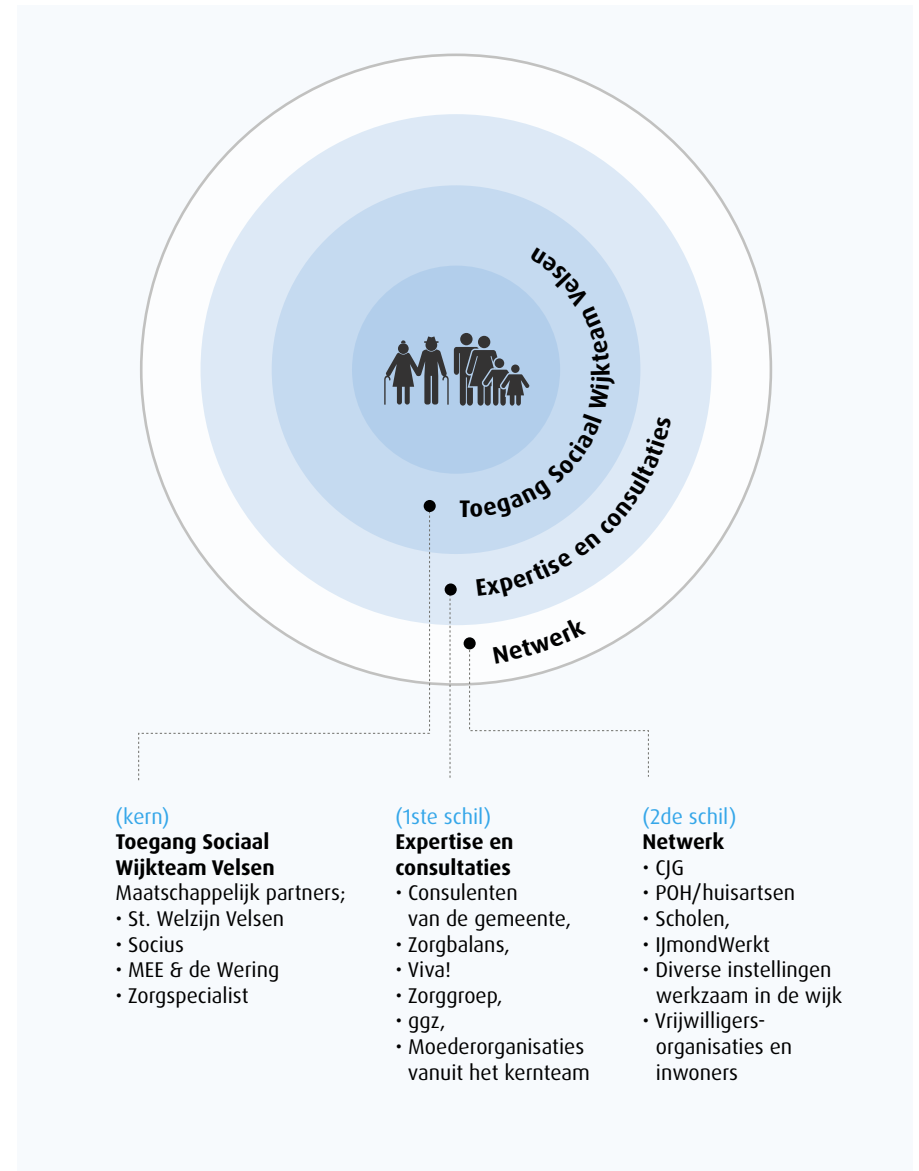 Toegang Sociaal Wijkteam Velsen
Expertise en consultaties
Netwerk
(kern)
Toegang Sociaal
Wijkteam Velsen
Maatschappelijk partners;
• St. Welzijn Velsen
• Socius
• MEE & de Wering
• Zorgspecialist
(1ste schil)
Expertise en
consultaties
• Consulenten
van de gemeente,
• Zorgbalans,
• Viva!
• Zorggroep,
• ggz,
• Moederorganisaties
vanuit het kernteam
(2de schil)
Netwerk
• CJG
• POH/huisartsen
• Scholen,
• IJmondWerkt
• Diverse instellingen
werkzaam in de wijk
• Vrijwilligers-
organisaties en
inwoners